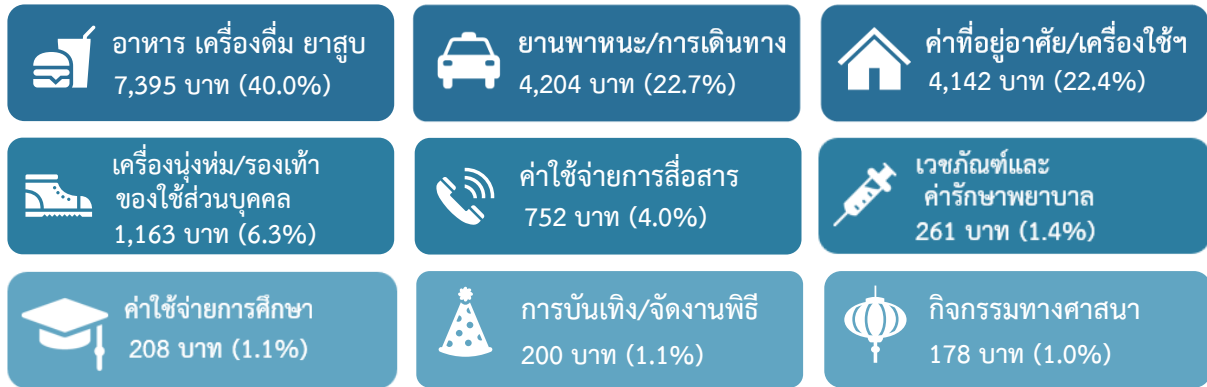 อาหาร เครื่องดื่ม ยาสูบ
7,395 บาท (40.0%)
ยานพาหนะ/การเดินทาง
4,204 บาท (22.7%)
ค่าที่อยู่อาศัย/เครื่องใช้ฯ
4,142 บาท (22.4%)
เครื่องนุ่งห่ม/รองเท้า
ของใช้ส่วนบุคคล
1,163 บาท (6.3%)
ค่าใช้จ่ายการสื่อสาร
752 บาท (4.0%)
เวชภัณฑ์และ
ค่ารักษาพยาบาล
261 บาท (1.4%)
ค่าใช้จ่ายการศึกษา
208 บาท (1.1%)
การบันเทิง/จัดงานพิธี
200 บาท (1.1%)
กิจกรรมทางศาสนา
178 บาท (1.0%)